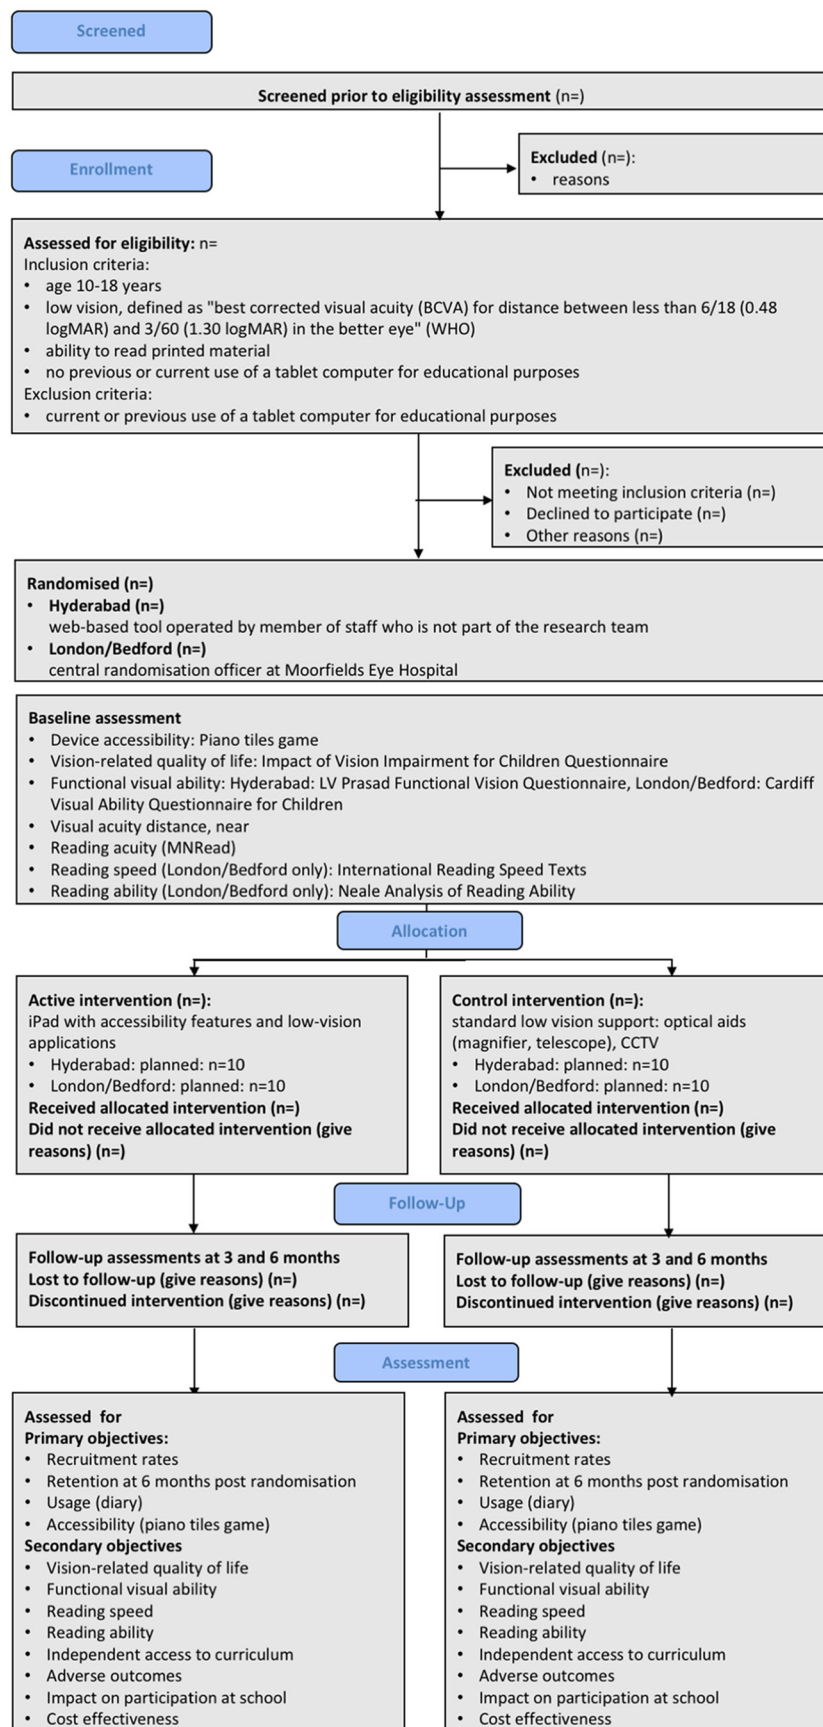 Screened
Screened prior to eligibility assessment (n=)
Excluded (n=):
• reasons
Enrollment
Assessed for eligibility: n=
Inclusion criteria:
• age 10-18 years
• low vision, defined as "best corrected visual acuity (BCVA) for distance between less than 6/18 (0.48
logMAR) and 3/60 (1.30 logMAR) in the better eye" (WHO)
• ability to read printed material
• no previous or current use of a tablet computer for educational purposes
Exclusion criteria:
• current or previous use of a tablet computer for educational purposes
Excluded (n=):
• Not meeting inclusion criteria (n=)
• Declined to participate (n=)
• Other reasons (n=)
Randomised (n=)
• Hyderabad (n=)
web-based tool operated by member of staff who is not part of the research team
• London/Bedford (n=)
central randomisation officer at Moorfields Eye Hospital
Baseline assessment
• Device accessibility: Piano tiles game
• Vision-related quality of life: Impact of Vision Impairment for Children Questionnaire
• Functional visual ability: Hyderabad: LV Prasad Functional Vision Questionnaire, London/Bedford: Cardiff
Visual Ability Questionnaire for Children
• Visual acuity distance, near
• Reading acuity (MNRead)
• Reading speed (London/Bedford only): International Reading Speed Texts
• Reading ability (London/Bedford only): Neale Analysis of Reading Ability
Allocation
Active intervention (n=):
iPad with accessibility features and low-vision
applications
• Hyderabad: planned: n=10
• London/Bedford: planned: n=10
Received allocated intervention (n=)
Did not receive allocated intervention (give
reasons) (n=)
Control intervention (n=):
standard low vision support: optical aids
(magnifier, telescope), CCTV
• Hyderabad: planned: n=10
• London/Bedford: planned: n=10
Received allocated intervention (n=)
Did not receive allocated intervention (give
reasons) (n=)
Follow-Up
Follow-up assessments at 3 and 6 months
Lost to follow-up (give reasons) (n=)
Discontinued intervention (give reasons) (n=)
Follow-up assessments at 3 and 6 months
Lost to follow-up (give reasons) (n=)
Discontinued intervention (give reasons) (n=)
Assessment
Assessed for
Primary objectives:
• Recruitment rates
• Retention at 6 months post randomisation
• Usage (diary)
• Accessibility (piano tiles game)
Secondary objectives
• Vision-related quality of life
• Functional visual ability
• Reading speed
• Reading ability
• Independent access to curriculum
• Adverse outcomes
• Impact on participation at school
• Cost effectiveness
Assessed for
Primary objectives:
• Recruitment rates
• Retention at 6 months post randomisation
• Usage (diary)
• Accessibility (piano tiles game)
Secondary objectives
• Vision-related quality of life
• Functional visual ability
• Reading speed
• Reading ability
• Independent access to curriculum
• Adverse outcomes
• Impact on participation at school
• Cost effectiveness